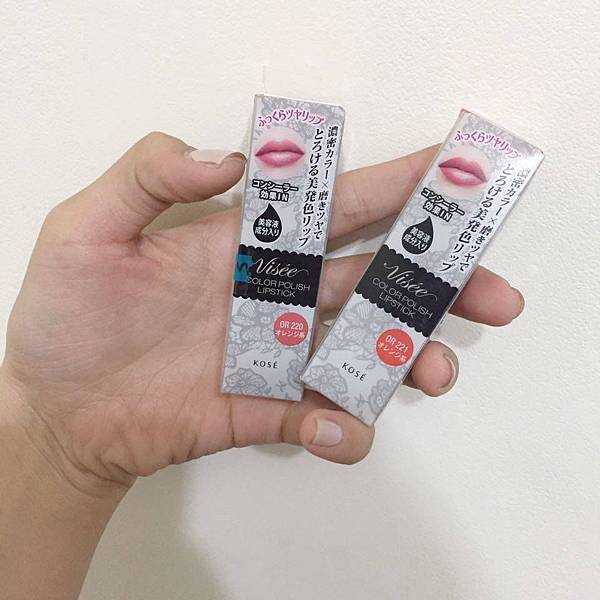 ふっくらツヤリップ
濃密カラー×磨きツヤで
とろける美発色リップ
コンシーラー
効果IN
美容液
成分入り
Visée
COLOR POLISH
LIPSTICK
OR 220
オレンジ系
KOSÉ
ふっくらツヤリップ
濃密カラー×磨きツヤで
とろける美発色リップ
コンシーラー
効果IN
美容液
成分入り
Visée
COLOR POLISH
LIPSTICK
OR 221
オレンジ系
KOSÉ